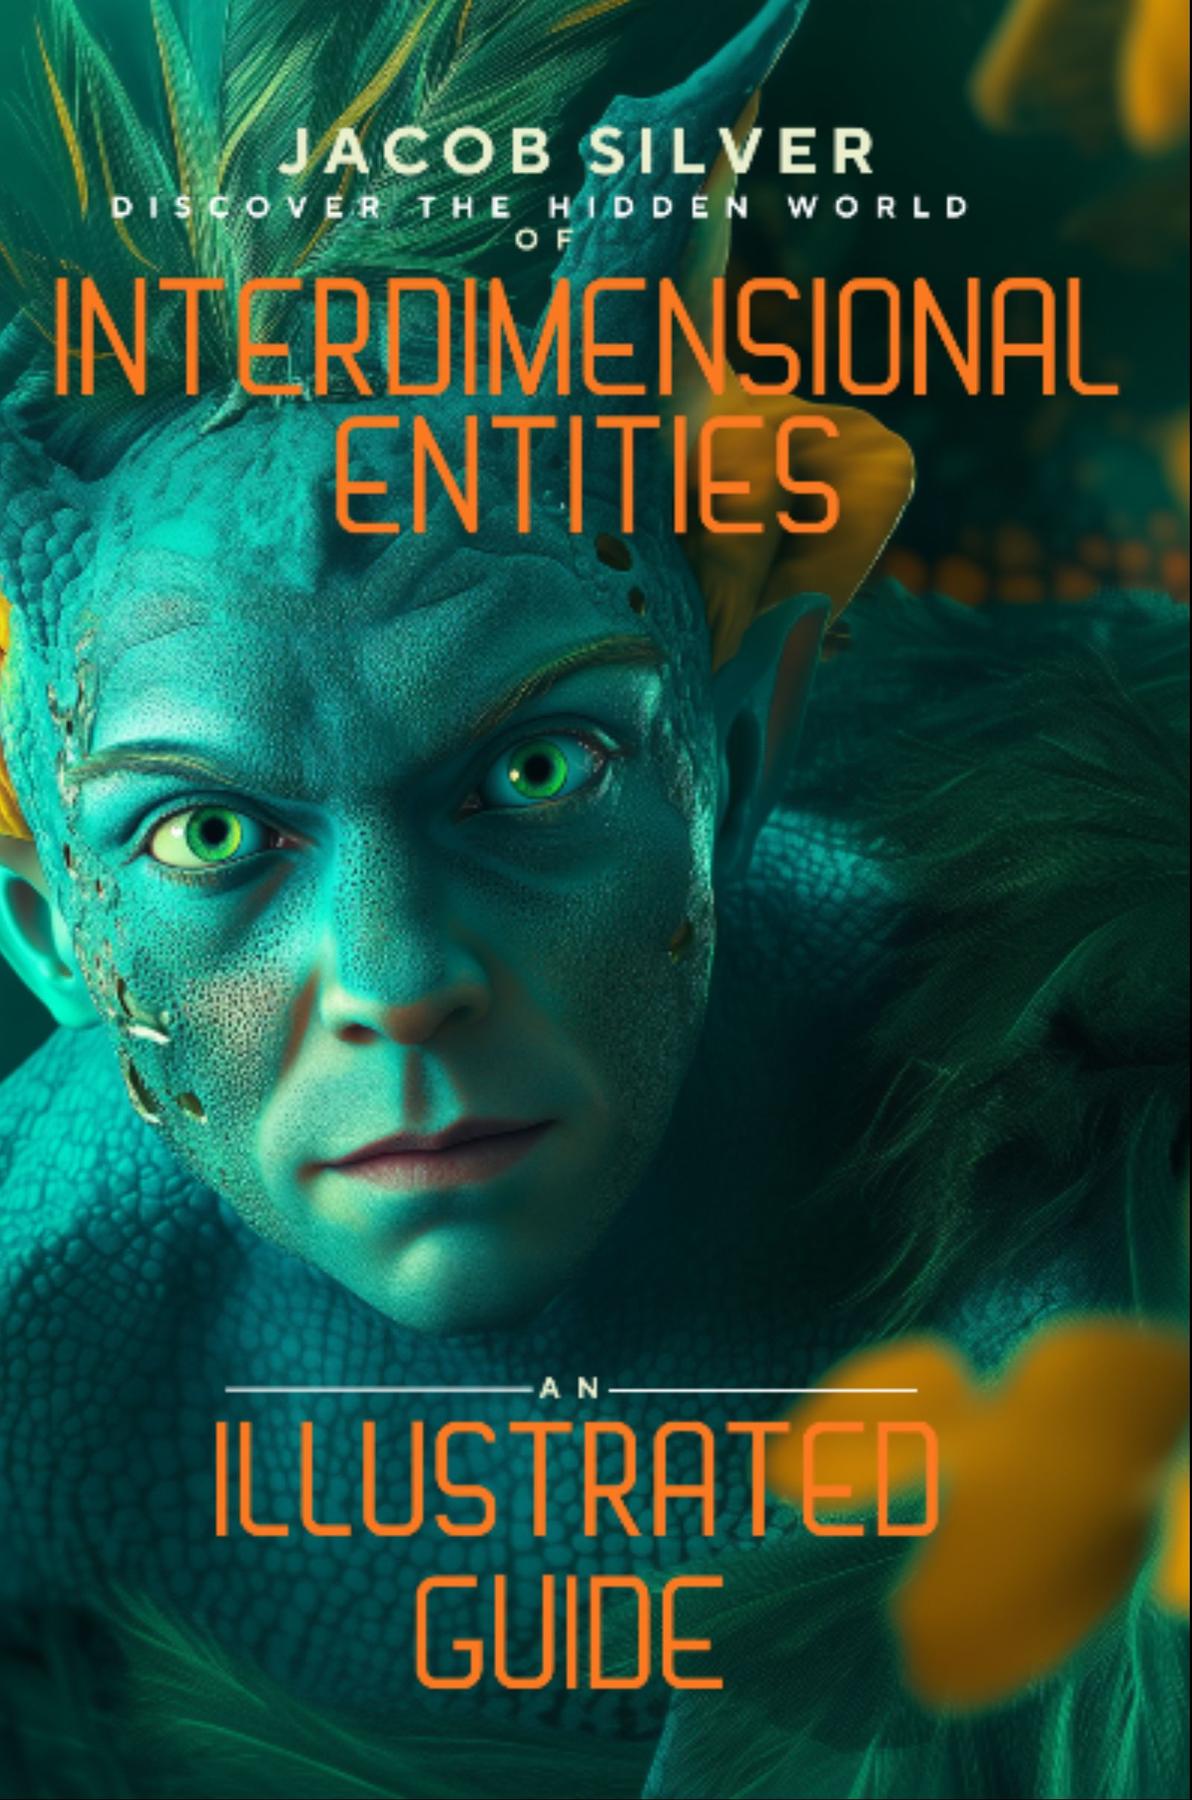 JACOB SILVER
DISCOVER THE HIDDEN WORLD
OF
INTERDIMENSIONAL
ENTITIES
AN
ILLUSTRATED
GUIDE